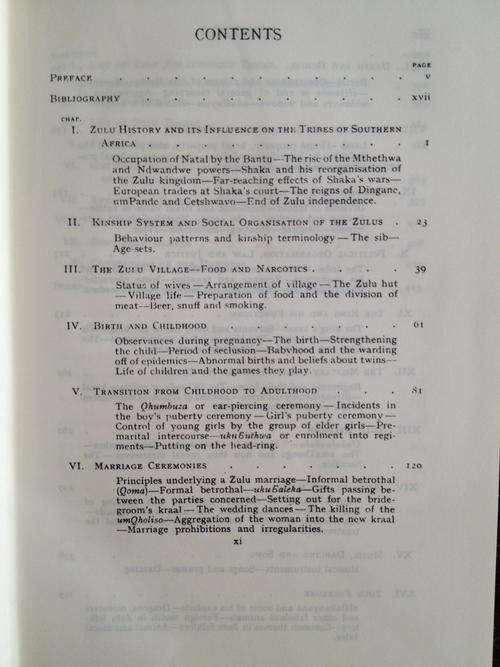 CONTENTS
PAGE
PREFACE . . . . . . . . . v
BIBLIOGRAPHY . . . . . . . . xvii
CHAP.
I. ZULU HISTORY AND ITS INFLUENCE ON THE TRIBES OF SOUTHERN
AFRICA . . . . . . . . 1
Occupation of Natal by the Bantu—The rise of the Mthethwa
and Ndwandwe powers—Shaka and his reorganisation
of the Zulu kingdom—Far-reaching effects of Shaka's wars—
European traders at Shaka's court—The reigns of Dingane,
umPande and Cetshwavo—End of Zulu independence.
II. KINSHIP SYSTEM AND SOCIAL ORGANISATION OF THE ZULUS . 23
Behaviour patterns and kinship terminology—The sib—
Age-sets.
III. THE ZULU VILLAGE—FOOD AND NARCOTICS . . . . 39
Status of wives—Arrangement of village—The Zulu hut
—Village life—Preparation of food and the division of
meat—Beer, snuff and smoking.
IV. BIRTH AND CHILDHOOD . . . . . . 61
Observances during pregnancy—The birth—Strengthening
the child—Period of seclusion—Babyhood and the warding
off of epidemics—Abnormal births and beliefs about twins—
Life of children and the games they play.
V. TRANSITION FROM CHILDHOOD TO ADULTHOOD . . . 81
The Qhumbuza or ear-piercing ceremony—Incidents in
the boy's puberty ceremony—Girl's puberty ceremony—
Control of young girls by the group of elder girls—Pre-
marital intercourse—ukuɓuthwa or enrolment into regi-
ments—Putting on the head-ring.
VI. MARRIAGE CEREMONIES . . . . . . 120
Principles underlying a Zulu marriage—Informal betrothal
(Qoma)—Formal betrothal—ukuɓaleka—Gifts passing be-
tween the parties concerned—Setting out for the bride-
groom's kraal—The wedding dances—The killing of the
umQholiso—Aggregation of the woman into the new kraal
—Marriage prohibitions and irregularities.
xi